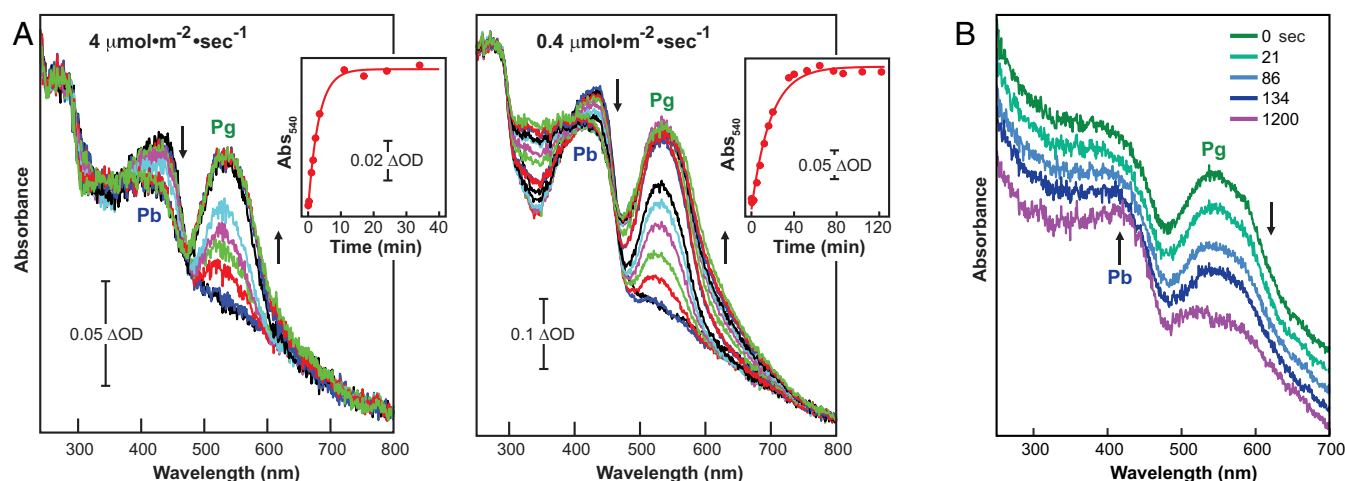 A
4 µmol•m⁻²•sec⁻¹
Absorbance
Pg
Pb
0.05 ΔOD
Abs₅₄₀
0.02 ΔOD
0 10 20 30 40
Time (min)
300 400 500 600 700 800
Wavelength (nm)
0.4 µmol•m⁻²•sec⁻¹
Pg
Pb
0.1 ΔOD
Abs₅₄₀
0.05 ΔOD
0 40 80 120
Time (min)
300 400 500 600 700 800
Wavelength (nm)
B
0 sec
21
86
134
1200
Absorbance
Pg
Pb
300 400 500 600 700
Wavelength (nm)